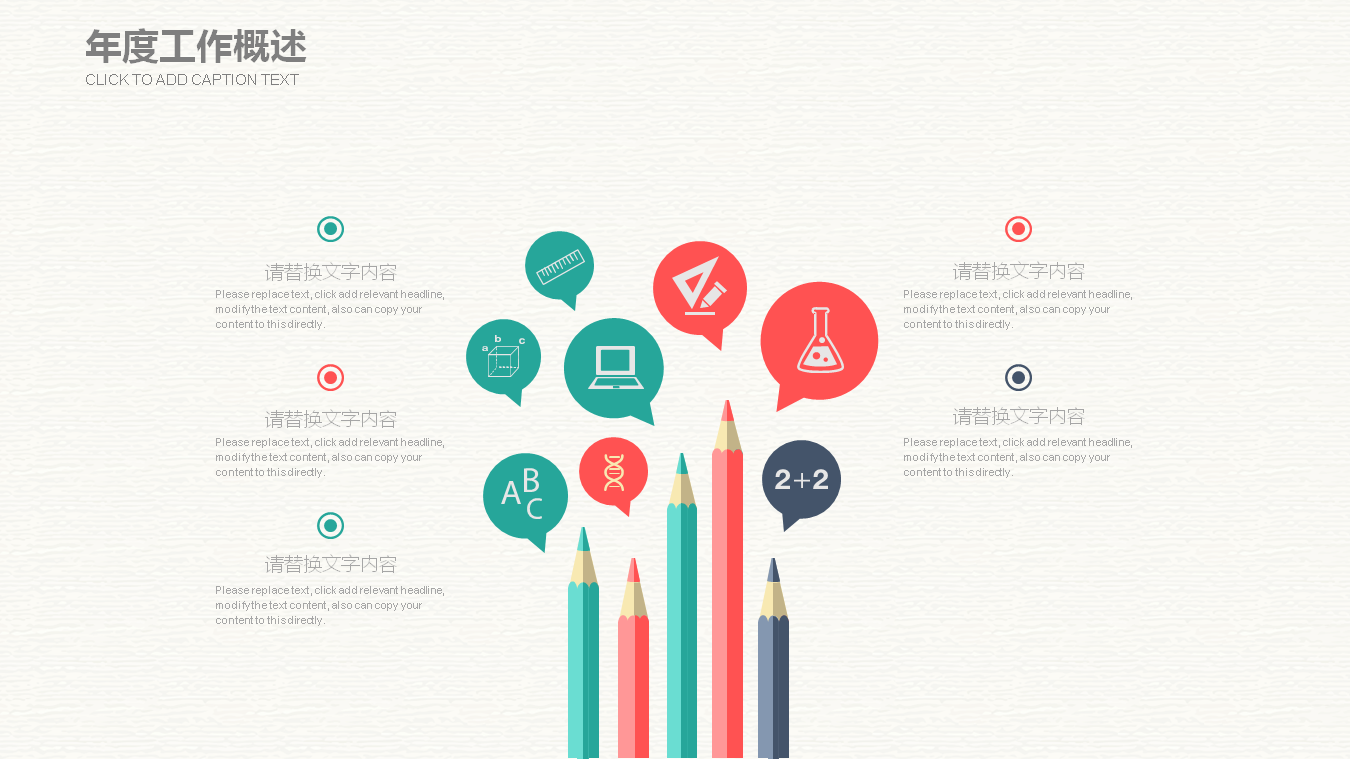 年度工作概述
CLICK TO ADD CAPTION TEXT
请替换文字内容
Please replace text, click add relevant headline,
modify the text content, also can copy your
content to this directly.
请替换文字内容
Please replace text, click add relevant headline,
modify the text content, also can copy your
content to this directly.
请替换文字内容
Please replace text, click add relevant headline,
modify the text content, also can copy your
content to this directly.
a b c
A B C
2+2
请替换文字内容
Please replace text, click add relevant headline,
modify the text content, also can copy your
content to this directly.
请替换文字内容
Please replace text, click add relevant headline,
modify the text content, also can copy your
content to this directly.